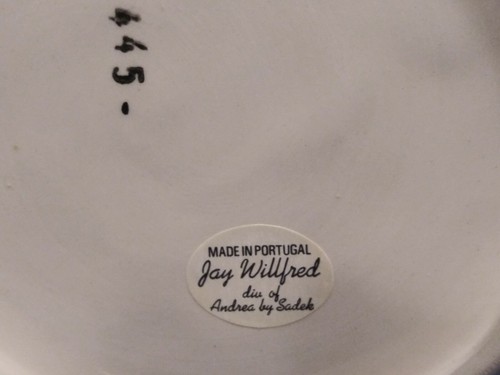 445-
MADE IN PORTUGAL
Jay Willfred
div of
Andrea by Sadek